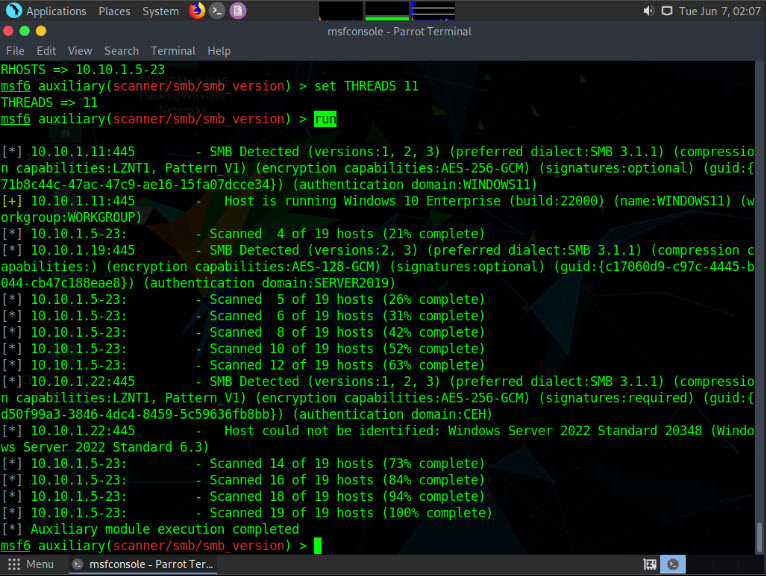 Applications Places System Tue Jun 7, 02:07
msfconsole - Parrot Terminal
File Edit View Search Terminal Help
RHOSTS => 10.10.1.5-23
msf6 auxiliary(scanner/smb/smb_version) > set THREADS 11
THREADS => 11
msf6 auxiliary(scanner/smb/smb_version) > run
[*] 10.10.1.11:445 - SMB Detected (versions:1, 2, 3) (preferred dialect:SMB 3.1.1) (compressio
n capabilities:LZNT1, Pattern_V1) (encryption capabilities:AES-256-GCM) (signatures:optional) (guid:{
71b8c44c-47ac-47c9-ae16-15fa07dcce34}) (authentication domain:WINDOWS11)
[+] 10.10.1.11:445 - Host is running Windows 10 Enterprise (build:22000) (name:WINDOWS11) (w
orkgroup:WORKGROUP)
[*] 10.10.1.5-23: - Scanned 4 of 19 hosts (21% complete)
[*] 10.10.1.19:445 - SMB Detected (versions:2, 3) (preferred dialect:SMB 3.1.1) (compression c
apabilities:) (encryption capabilities:AES-128-GCM) (signatures:optional) (guid:{c17060d9-c97c-4445-b
044-cb47c188eae8}) (authentication domain:SERVER2019)
[*] 10.10.1.5-23: - Scanned 5 of 19 hosts (26% complete)
[*] 10.10.1.5-23: - Scanned 6 of 19 hosts (31% complete)
[*] 10.10.1.5-23: - Scanned 8 of 19 hosts (42% complete)
[*] 10.10.1.5-23: - Scanned 10 of 19 hosts (52% complete)
[*] 10.10.1.5-23: - Scanned 12 of 19 hosts (63% complete)
[*] 10.10.1.22:445 - SMB Detected (versions:1, 2, 3) (preferred dialect:SMB 3.1.1) (compressio
n capabilities:LZNT1, Pattern_V1) (encryption capabilities:AES-256-GCM) (signatures:required) (guid:{
d50f99a3-3846-4dc4-8459-5c59636fb8bb}) (authentication domain:CEH)
[*] 10.10.1.22:445 - Host could not be identified: Windows Server 2022 Standard 20348 (Windo
ws Server 2022 Standard 6.3)
[*] 10.10.1.5-23: - Scanned 14 of 19 hosts (73% complete)
[*] 10.10.1.5-23: - Scanned 16 of 19 hosts (84% complete)
[*] 10.10.1.5-23: - Scanned 18 of 19 hosts (94% complete)
[*] 10.10.1.5-23: - Scanned 19 of 19 hosts (100% complete)
[*] Auxiliary module execution completed
msf6 auxiliary(scanner/smb/smb_version) >
Menu msfconsole - Parrot Ter...